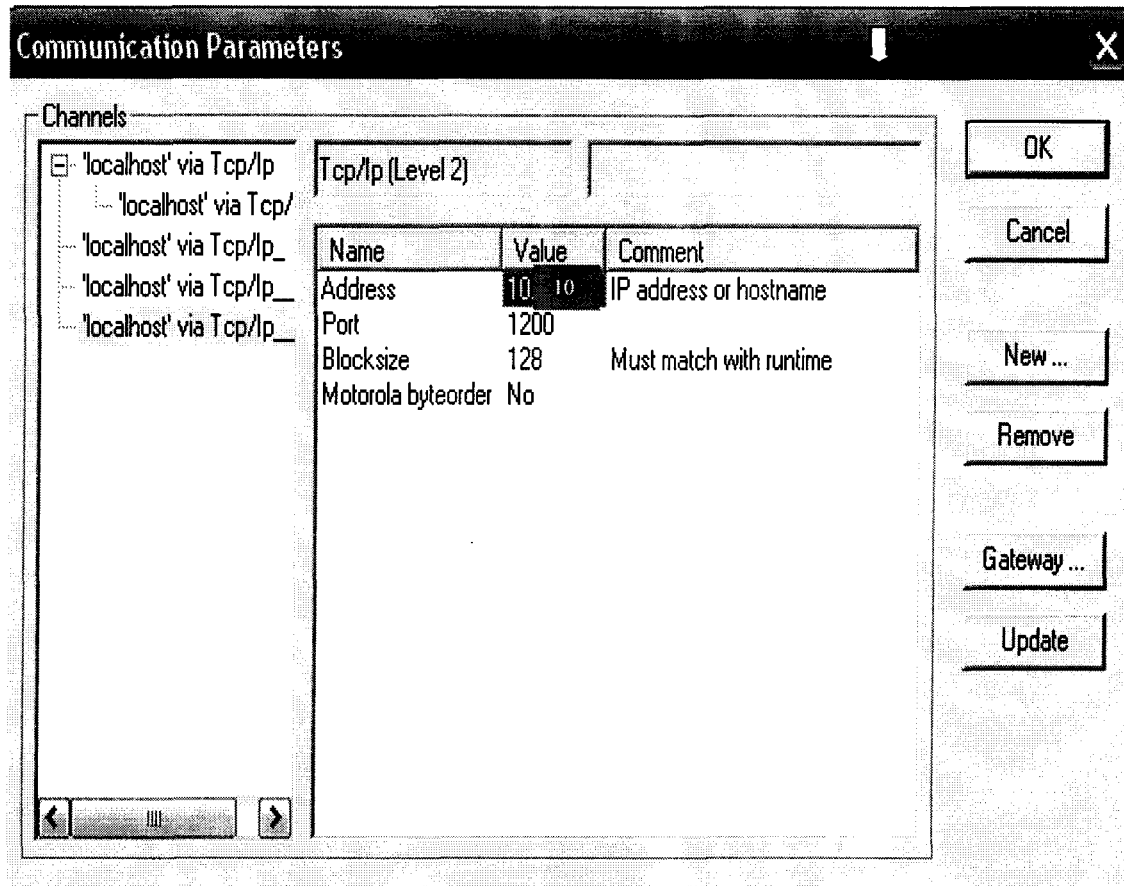 Communication Parameters
X
Channels
'localhost' via Tcp/Ip
'localhost' via Tcp/
'localhost' via Tcp/Ip_
'localhost' via Tcp/Ip__
'localhost' via Tcp/Ip__
Tcp/Ip (Level 2)
Name Value Comment
Address 10 10 IP address or hostname
Port 1200
Blocksize 128 Must match with runtime
Motorola byteorder No
OK
Cancel
New ...
Remove
Gateway ...
Update